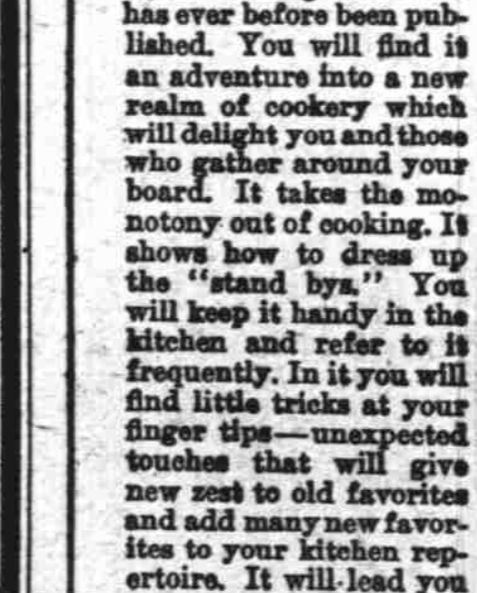 has ever before been pub-
lished. You will find it
an adventure into a new
realm of cookery which
will delight you and those
who gather around your
board. It takes the mo-
notony out of cooking. It
shows how to dress up
the "stand bys." You
will keep it handy in the
kitchen and refer to it
frequently. In it you will
find little tricks at your
finger tips—unexpected
touches that will give
new zest to old favorites
and add many new favor-
ites to your kitchen rep-
ertoire. It will lead you